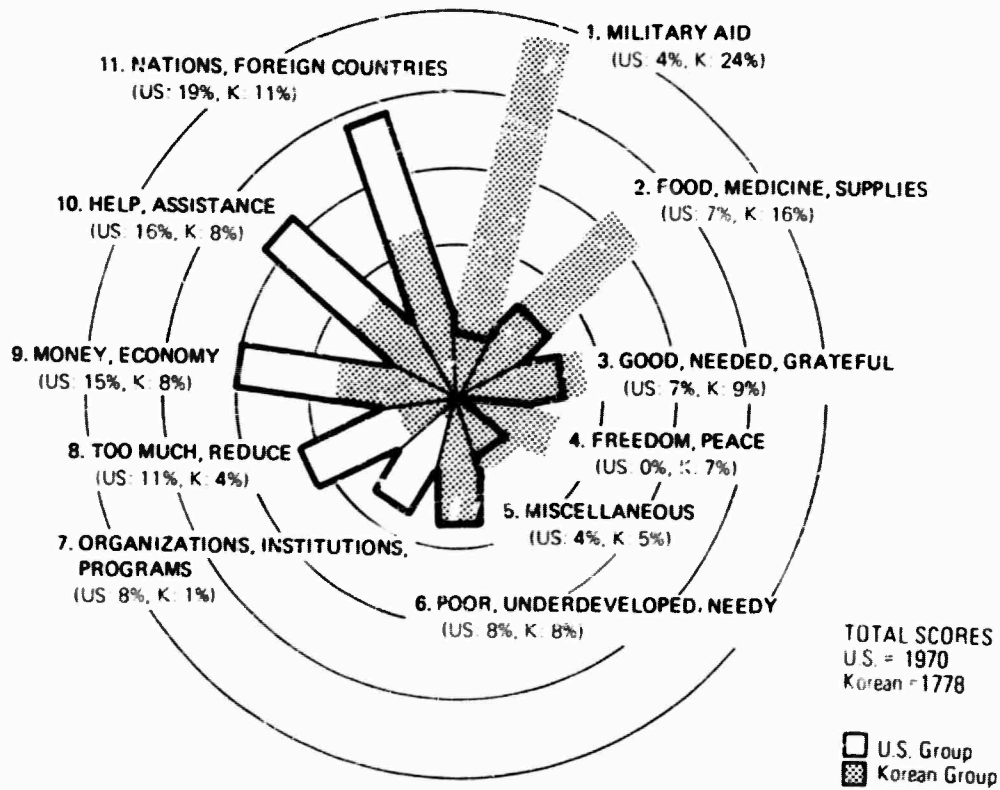 1. MILITARY AID
(US: 4%, K: 24%)
2. FOOD, MEDICINE, SUPPLIES
(US: 7%, K: 16%)
3. GOOD, NEEDED, GRATEFUL
(US: 7%, K: 9%)
4. FREEDOM, PEACE
(US: 0%, K: 7%)
5. MISCELLANEOUS
(US: 4%, K: 5%)
6. POOR, UNDERDEVELOPED, NEEDY
(US: 8%, K: 8%)
7. ORGANIZATIONS, INSTITUTIONS,
PROGRAMS
(US: 8%, K: 1%)
8. TOO MUCH, REDUCE
(US: 11%, K: 4%)
9. MONEY, ECONOMY
(US: 15%, K: 8%)
10. HELP, ASSISTANCE
(US: 16%, K: 8%)
11. NATIONS, FOREIGN COUNTRIES
(US: 19%, K: 11%)
TOTAL SCORES
U.S. = 1970
Korean = 1778
U.S. Group
Korean Group